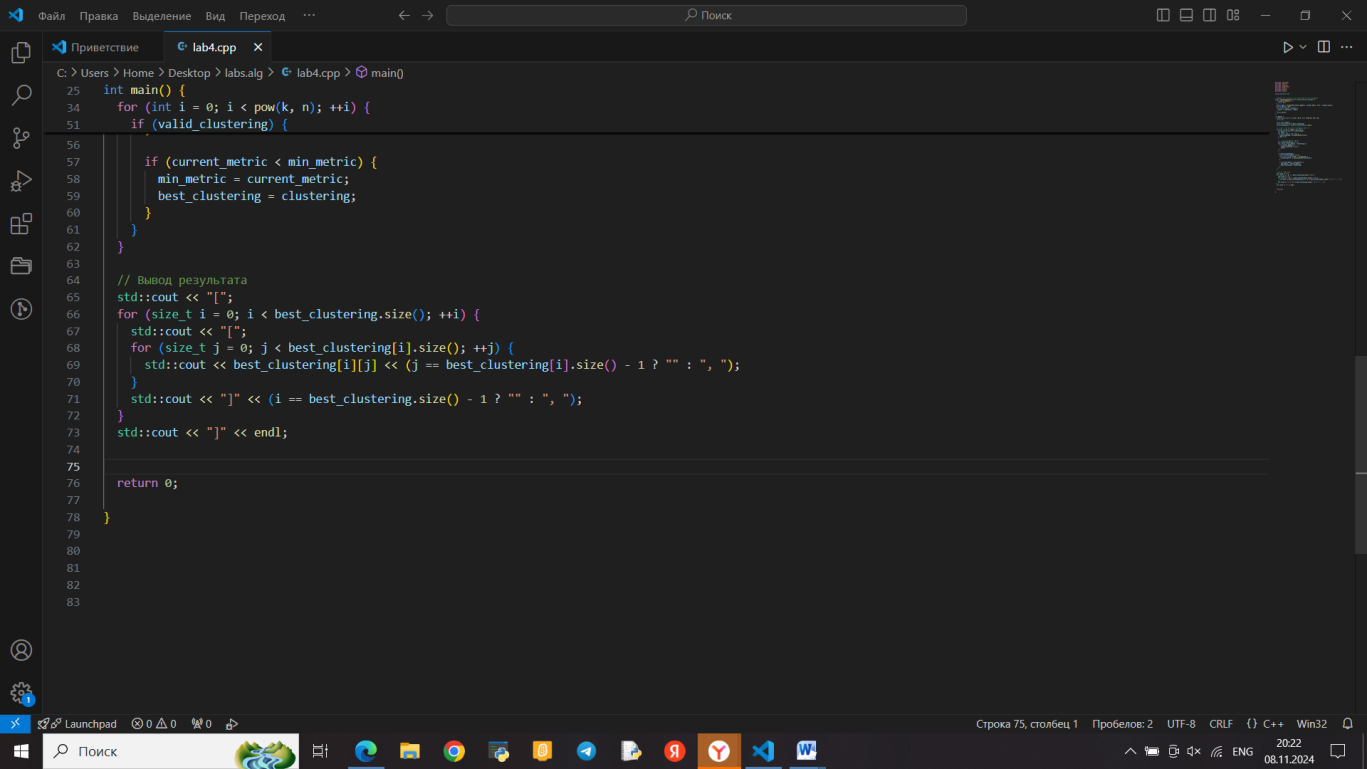 Файл Правка Выделение Вид Переход ··· Поиск
Приветствие lab4.cpp
C: > Users > Home > Desktop > labs.alg > lab4.cpp > main()
25 int main() {
34 for (int i = 0; i < pow(k, n); ++i) {
51 if (valid_clustering) {
56
57 if (current_metric < min_metric) {
58 min_metric = current_metric;
59 best_clustering = clustering;
60 }
61 }
62 }
63
64 // Вывод результата
65 std::cout << "[";
66 for (size_t i = 0; i < best_clustering.size(); ++i) {
67 std::cout << "[";
68 for (size_t j = 0; j < best_clustering[i].size(); ++j) {
69 std::cout << best_clustering[i][j] << (j == best_clustering[i].size() - 1 ? "" : ", ");
70 }
71 std::cout << "]" << (i == best_clustering.size() - 1 ? "" : ", ");
72 }
73 std::cout << "]" << endl;
74
75
76 return 0;
77
78 }
79
80
81
82
83
1
Launchpad 0 0 0 Строка 75, столбец 1 Пробелов: 2 UTF-8 CRLF {} C++ Win32
Поиск ENG 20:22
08.11.2024